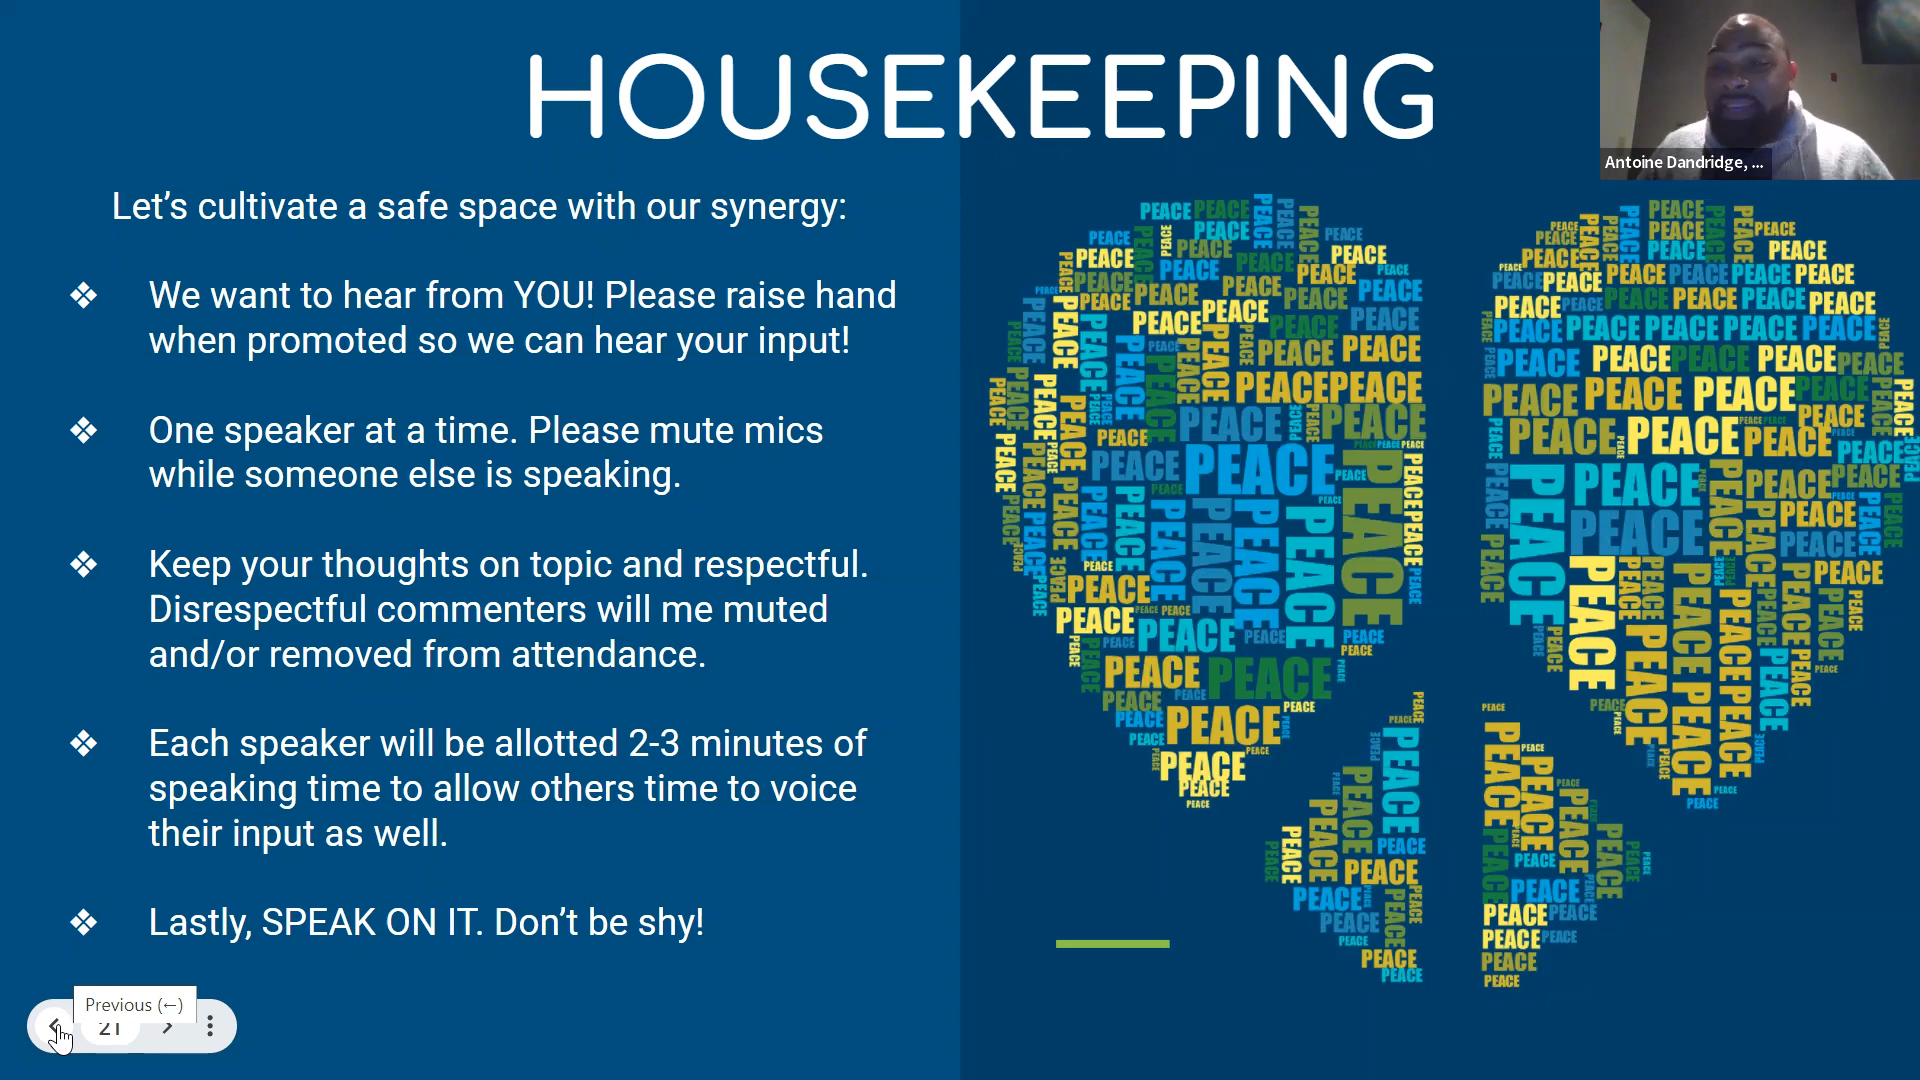 HOUSEKEEPING
Antoine Dandridge, ...
Let’s cultivate a safe space with our synergy:
❖ We want to hear from YOU! Please raise hand
when promoted so we can hear your input!
❖ One speaker at a time. Please mute mics
while someone else is speaking.
❖ Keep your thoughts on topic and respectful.
Disrespectful commenters will me muted
and/or removed from attendance.
❖ Each speaker will be allotted 2-3 minutes of
speaking time to allow others time to voice
their input as well.
❖ Lastly, SPEAK ON IT. Don’t be shy!
Previous (←)
21
PEACE